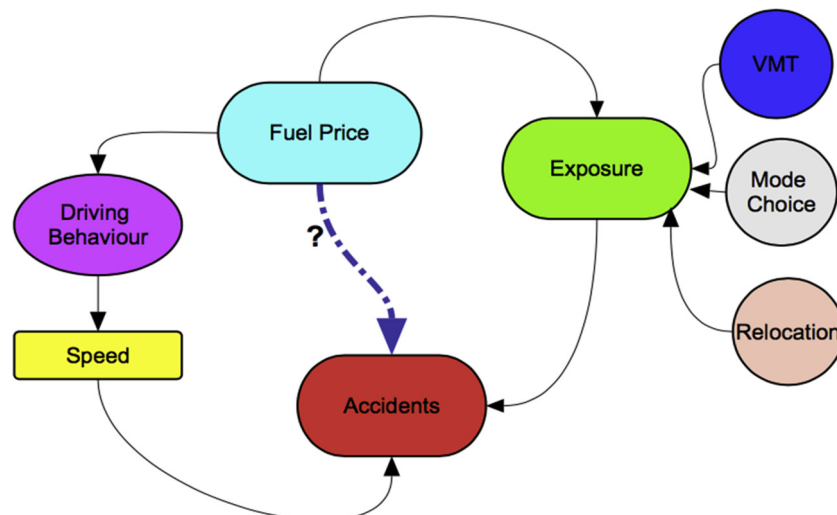 VMT
Fuel Price
Exposure
Mode
Choice
Driving
Behaviour
?
Relocation
Speed
Accidents